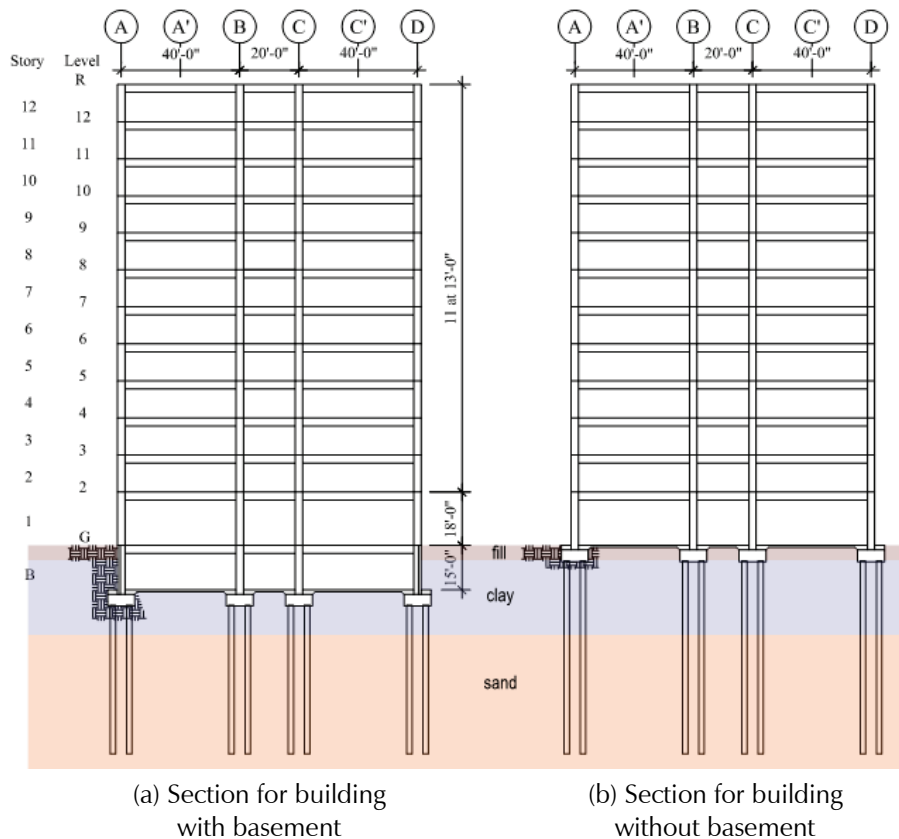 A A' B C C' D
40'-0" 20'-0" 40'-0"
A A' B C C' D
40'-0" 20'-0" 40'-0"
Story Level
R
12
12
11
11
10
10
9
9
8
8
7
7
6
6
5
5
4
4
3
3
2
2
1
G
B
11 at 13'-0"
18'-0"
15'-0"
fill
clay
sand
(a) Section for building
with basement
(b) Section for building
without basement